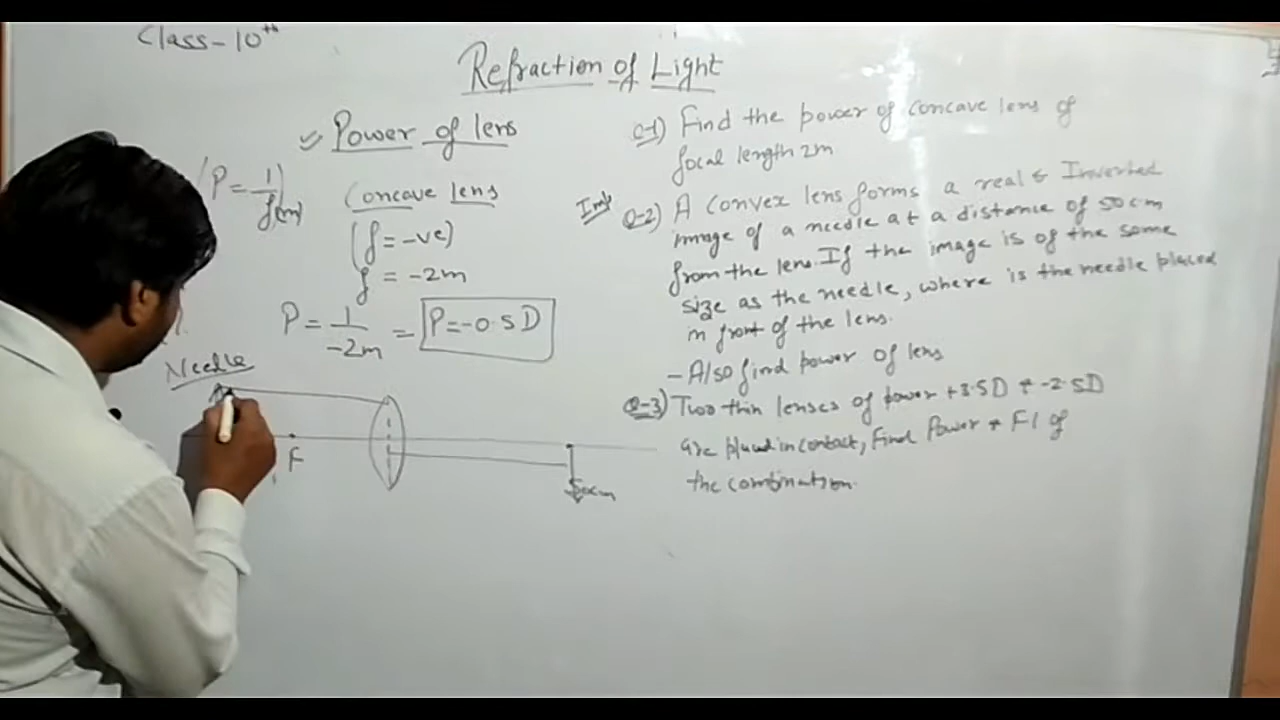 Class-10th
Refraction of Light
Power of lens
P = 1/f(m)
Concave lens
(f = -ve)
f = -2m
P = 1/-2m = P=-0.5D
Needle
F
50cm
Q-1) Find the power of concave lens of
focal length 2m
Imp
Q-2) A convex lens forms a real & Inverted
image of a needle at a distance of 50cm
from the lens. If the image is of the same
size as the needle, where is the needle placed
in front of the lens.
- Also find power of lens
Q-3) Two thin lenses of power +3.5D & -2.5D
are placed in contact, Find Power & Fl of
the combination.